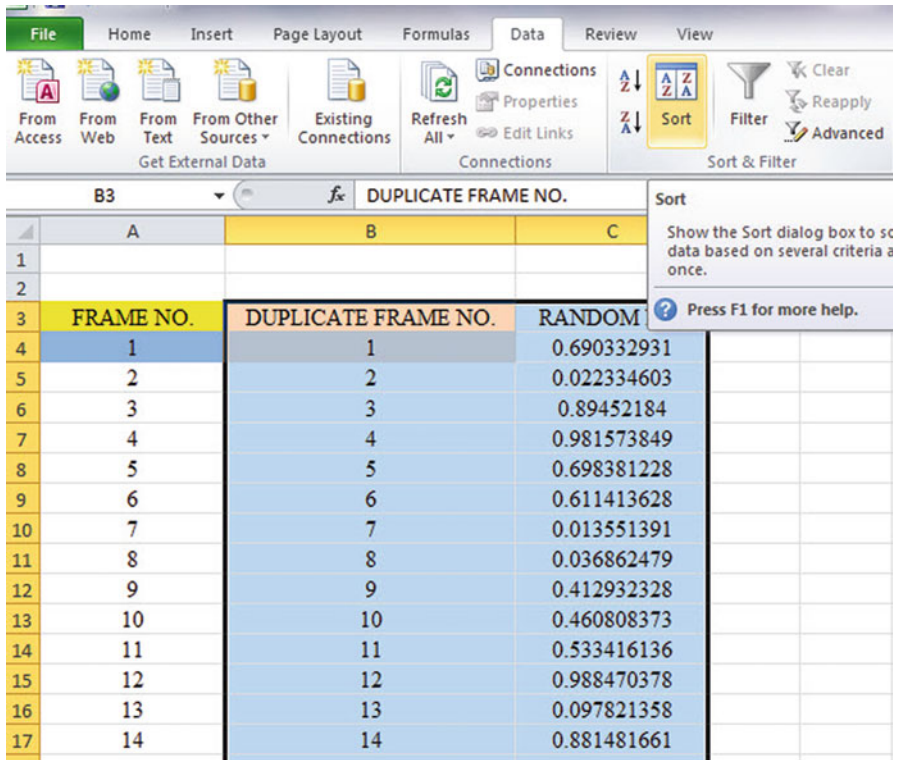 File Home Insert Page Layout Formulas Data Review View
From Access
From Web
From Text
From Other Sources
Existing Connections
Get External Data
Refresh All
Connections
Properties
Edit Links
Connections
A Z
Z A
A Z Z A
Sort
Filter
Clear
Reapply
Advanced
Sort & Filter
B3 fx DUPLICATE FRAME NO.
Sort
Show the Sort dialog box to
data based on several criteria
once.
Press F1 for more help.
A B C
1
2
3 FRAME NO. DUPLICATE FRAME NO. RANDOM
4 1 1 0.690332931
5 2 2 0.022334603
6 3 3 0.89452184
7 4 4 0.981573849
8 5 5 0.698381228
9 6 6 0.611413628
10 7 7 0.013551391
11 8 8 0.036862479
12 9 9 0.412932328
13 10 10 0.460808373
14 11 11 0.533416136
15 12 12 0.988470378
16 13 13 0.097821358
17 14 14 0.881481661